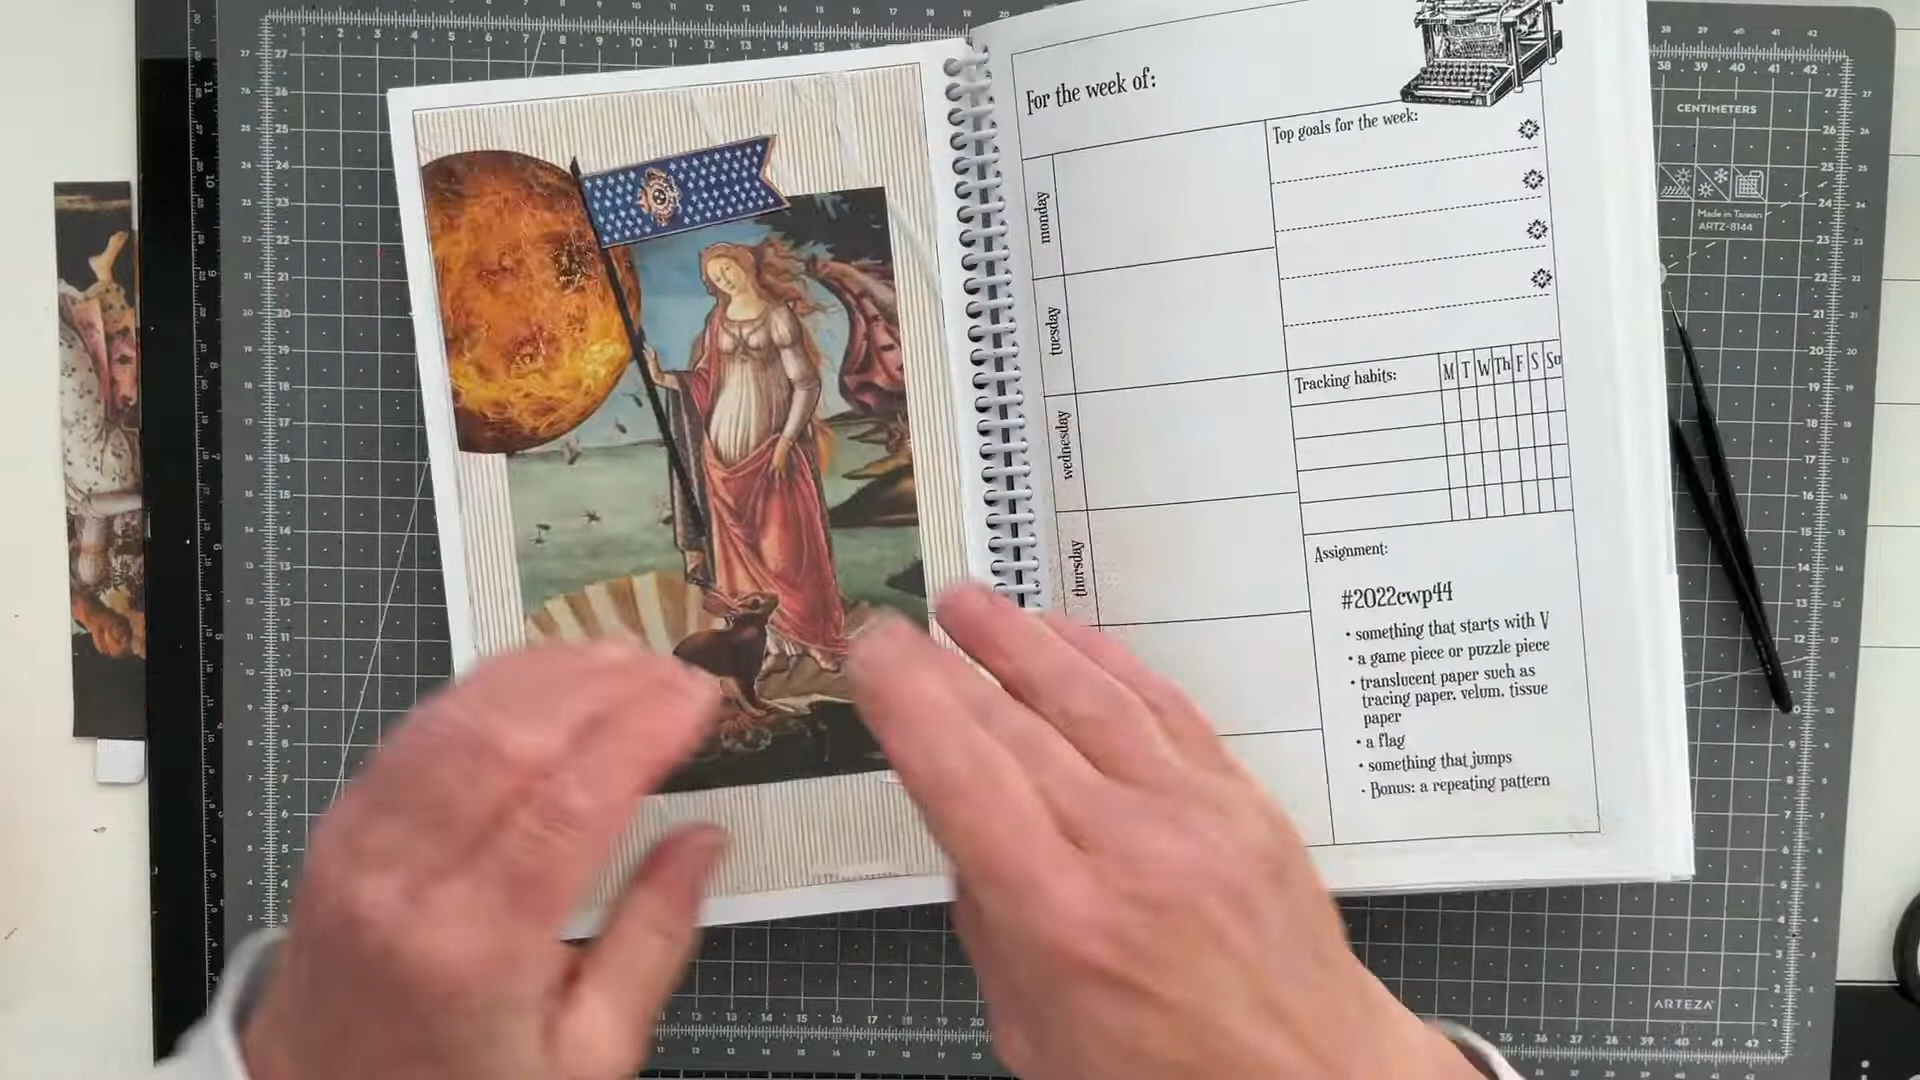 For the week of:
Top goals for the week:
monday
tuesday
wednesday
thursday
Tracking habits:
M T W Th F S Su
Assignment:
#2022cwp44
• something that starts with V
• a game piece or puzzle piece
• translucent paper such as
tracing paper, velum, tissue
paper
• a flag
• something that jumps
• Bonus: a repeating pattern
CENTIMETERS
Made in Taiwan
ARTZ-8144
ARTEZA